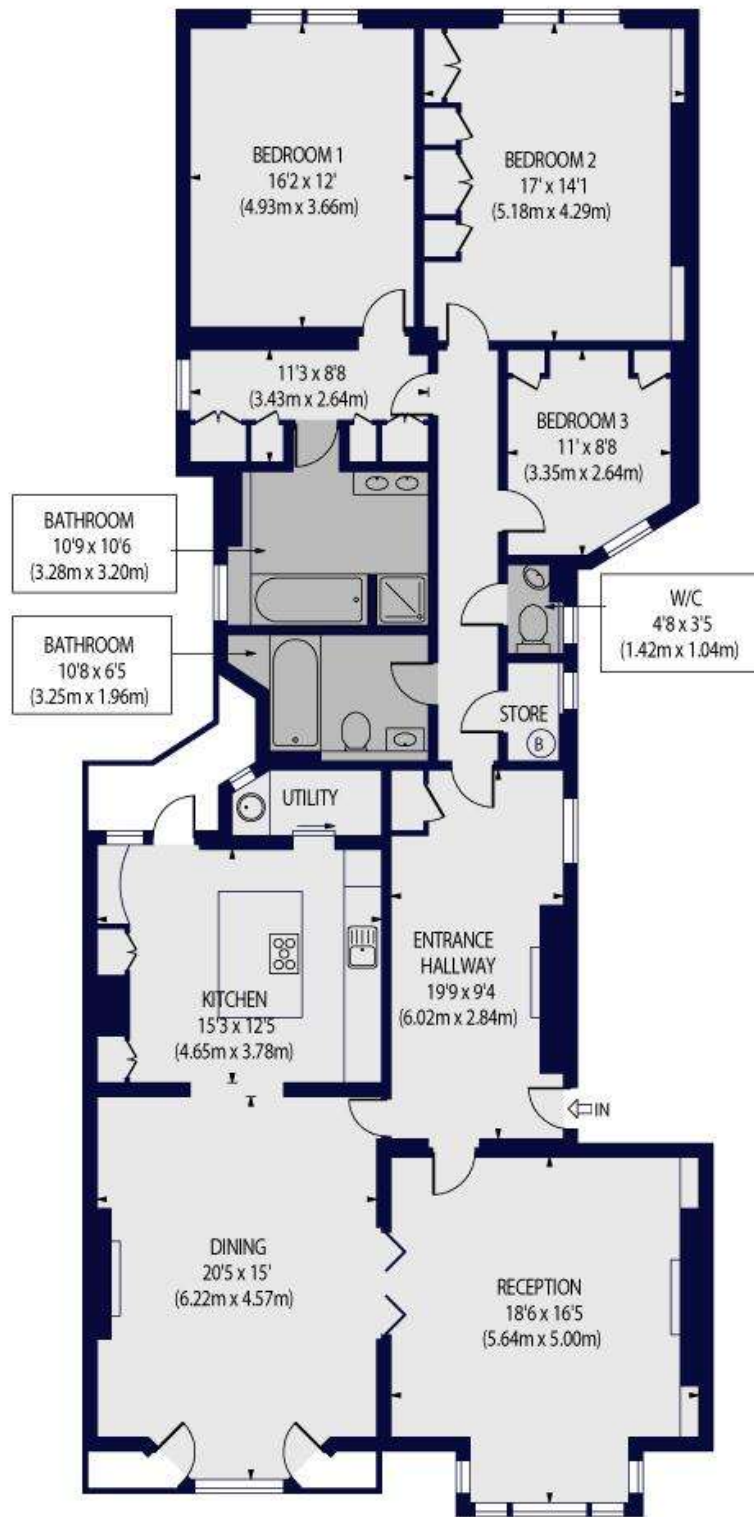 BEDROOM 1
16'2 x 12'
(4.93m x 3.66m)
BEDROOM 2
17' x 14'1
(5.18m x 4.29m)
11'3 x 8'8
(3.43m x 2.64m)
BEDROOM 3
11' x 8'8
(3.35m x 2.64m)
BATHROOM
10'9 x 10'6
(3.28m x 3.20m)
W/C
4'8 x 3'5
(1.42m x 1.04m)
BATHROOM
10'8 x 6'5
(3.25m x 1.96m)
STORE
B
UTILITY
ENTRANCE
HALLWAY
19'9 x 9'4
(6.02m x 2.84m)
KITCHEN
15'3 x 12'5
(4.65m x 3.78m)
IN
DINING
20'5 x 15'
(6.22m x 4.57m)
RECEPTION
18'6 x 16'5
(5.64m x 5.00m)